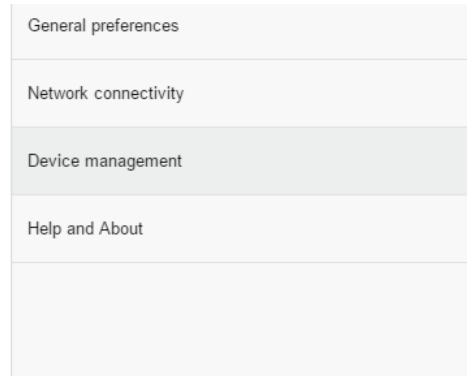 General preferences
Network connectivity
Device management
Help and About